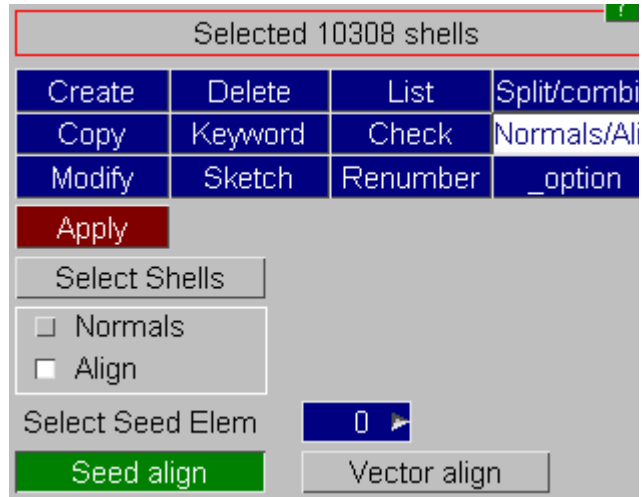 ?
Selected 10308 shells
Create Delete List Split/combi
Copy Keyword Check Normals/Ali
Modify Sketch Renumber _option
Apply
Select Shells
Normals
Align
Select Seed Elem 0
Seed align Vector align